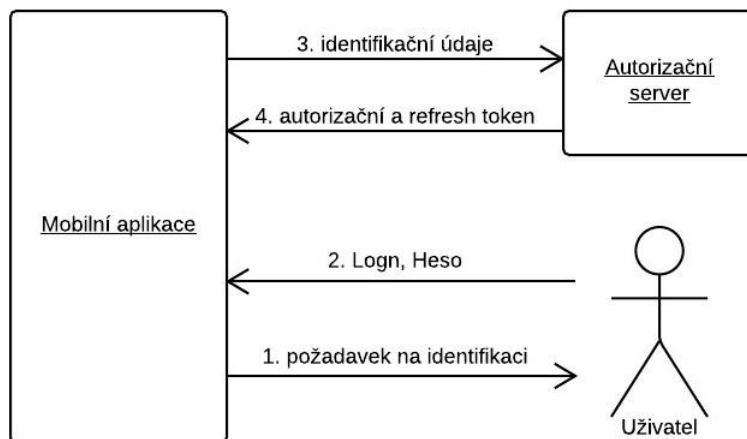 3. identifikační údaje
Autorizační
server
4. autorizační a refresh token
Mobilní aplikace
2. Logn, Heso
1. požadavek na identifikaci
Uživatel